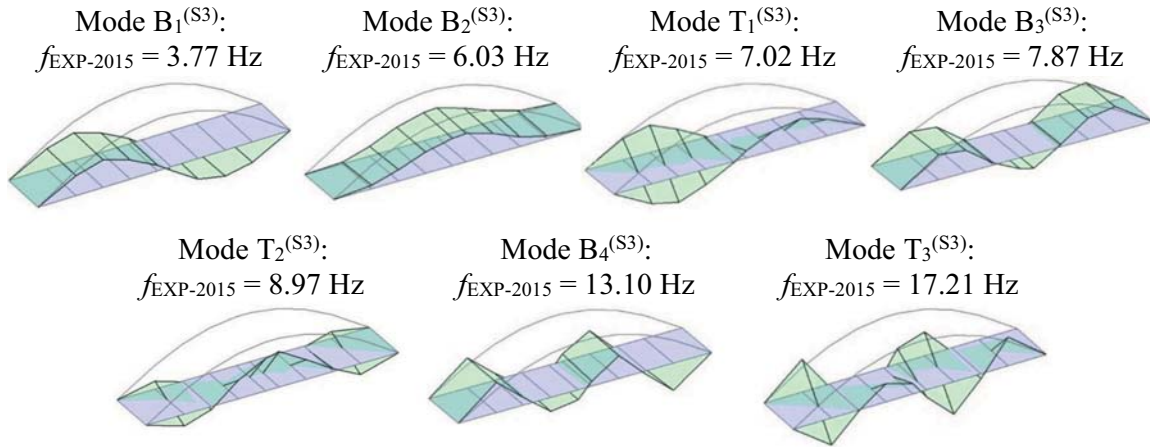 Mode B₁⁽ˢ³⁾: Mode B₂⁽ˢ³⁾: Mode T₁⁽ˢ³⁾: Mode B₃⁽ˢ³⁾:
fEXP-2015 = 3.77 Hz fEXP-2015 = 6.03 Hz fEXP-2015 = 7.02 Hz fEXP-2015 = 7.87 Hz
Mode T₂⁽ˢ³⁾: Mode B₄⁽ˢ³⁾: Mode T₃⁽ˢ³⁾:
fEXP-2015 = 8.97 Hz fEXP-2015 = 13.10 Hz fEXP-2015 = 17.21 Hz